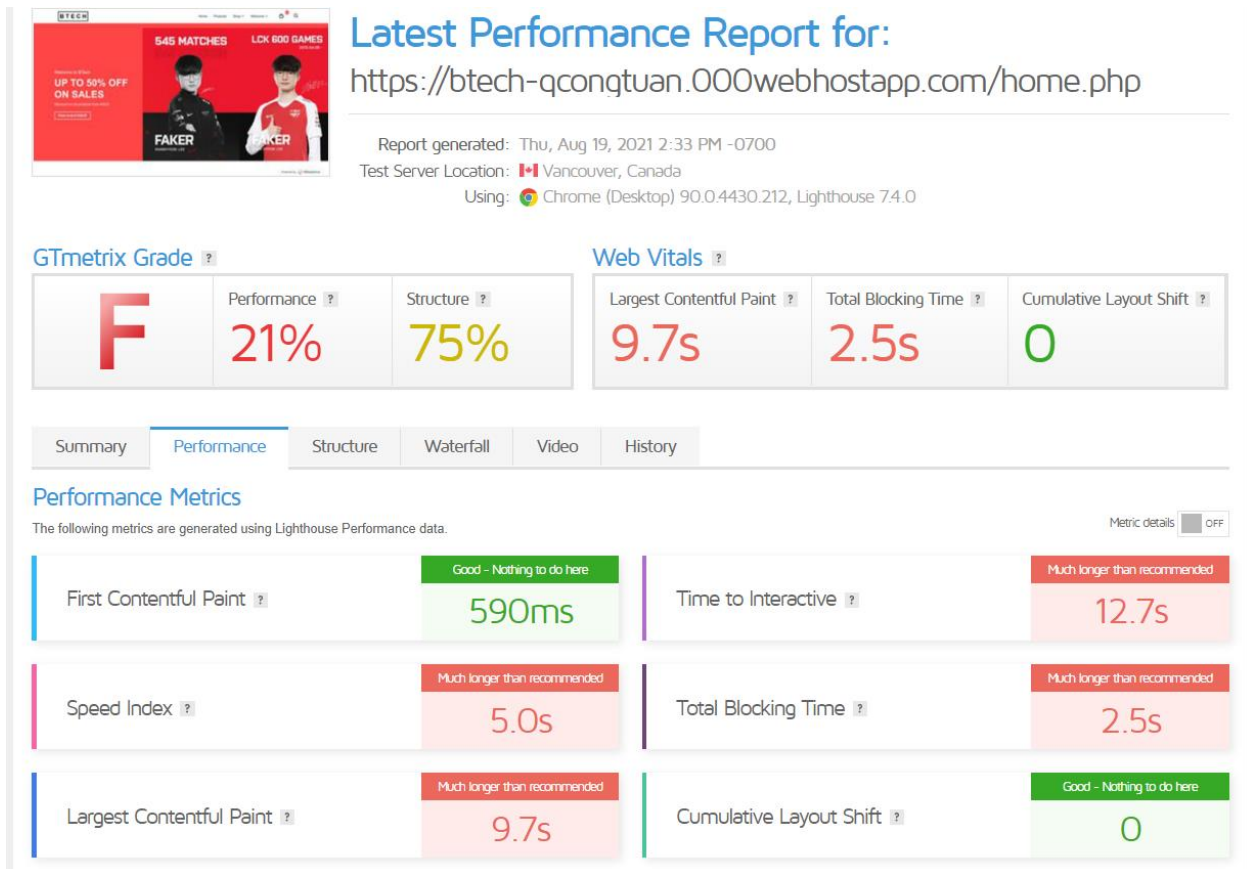 BTECH
Home Products Shop Welcome
545 MATCHES
LCK 600 GAMES
UP TO 50% OFF
ON SALES
FAKER
FAKER
Latest Performance Report for:
https://btech-qcongtuan.000webhostapp.com/home.php
Report generated: Thu, Aug 19, 2021 2:33 PM -0700
Test Server Location: Vancouver, Canada
Using: Chrome (Desktop) 90.0.4430.212, Lighthouse 7.4.0
GTmetrix Grade ?
Web Vitals ?
F
Performance ?
21%
Structure ?
75%
Largest Contentful Paint ?
9.7s
Total Blocking Time ?
2.5s
Cumulative Layout Shift ?
0
Summary Performance Structure Waterfall Video History
Performance Metrics
The following metrics are generated using Lighthouse Performance data.
Metric details OFF
First Contentful Paint ?
Good - Nothing to do here
590ms
Time to Interactive ?
Much longer than recommended
12.7s
Speed Index ?
Much longer than recommended
5.0s
Total Blocking Time ?
Much longer than recommended
2.5s
Largest Contentful Paint ?
Much longer than recommended
9.7s
Cumulative Layout Shift ?
Good - Nothing to do here
0